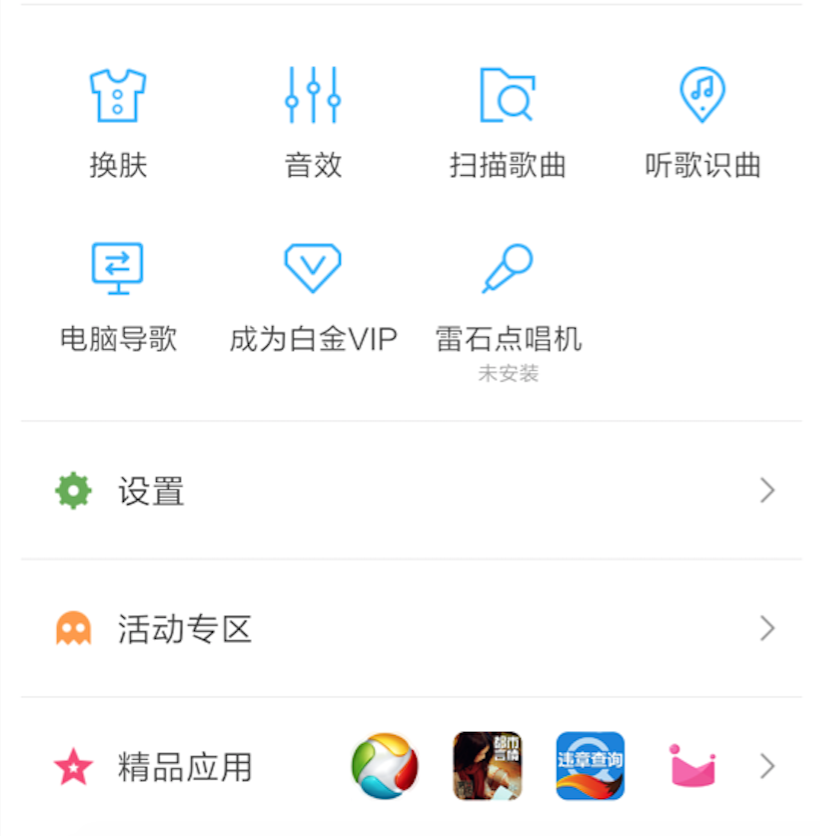 换肤 音效 扫描歌曲 听歌识曲
电脑导歌 成为白金VIP 雷石点唱机
未安装
设置
活动专区
精品应用
都市
言情
违章查询